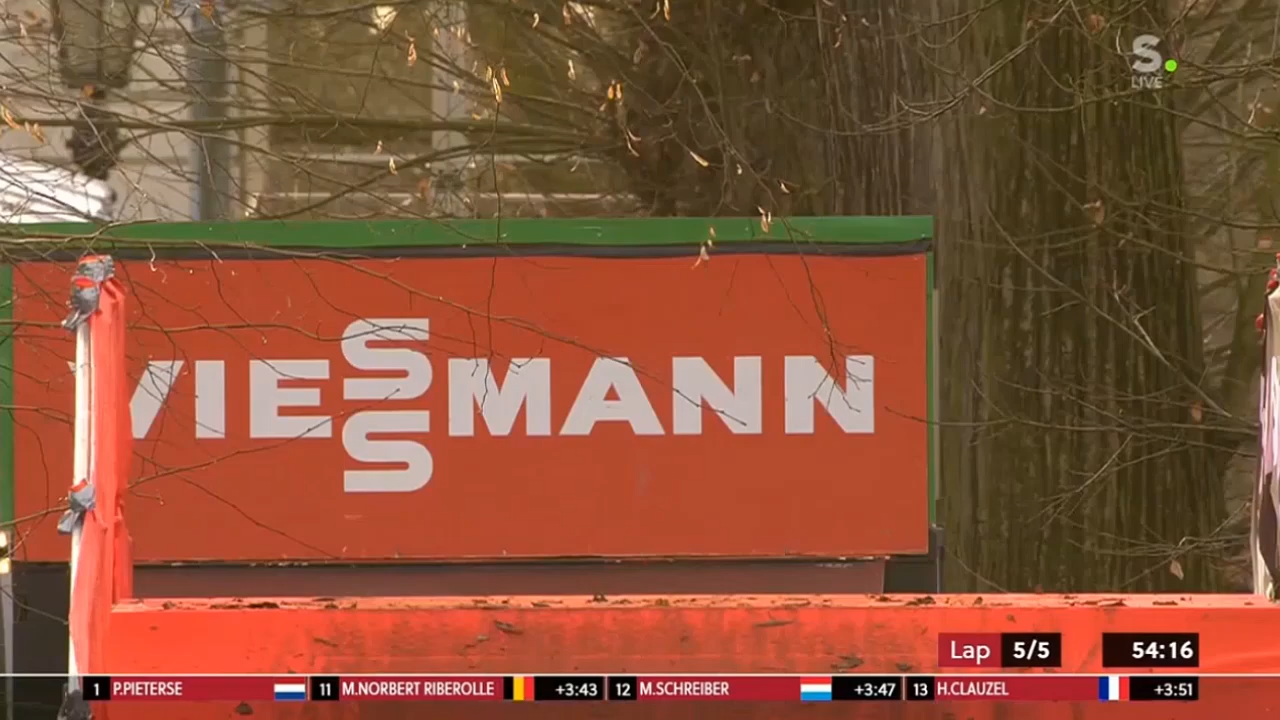 S.
LIVE
VIESSMANN
Lap 5/5 54:16
1 P.PIETERSE 11 M.NORBERT RIBEROLLE +3:43 12 M.SCHREIBER +3:47 13 H.CLAUZEL +3:51